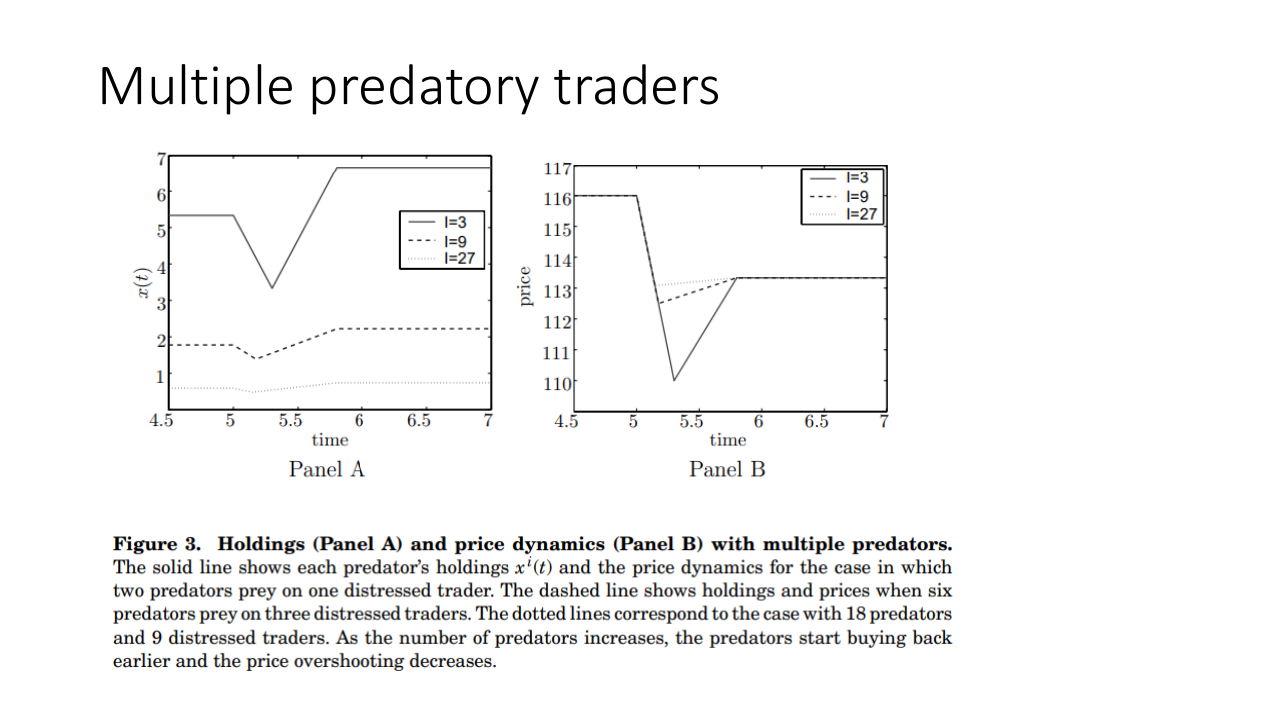 Multiple predatory traders
7
6
5
4
3
2
1
x(t)
I=3
I=9
I=27
4.5 5 5.5 6 6.5 7
time
Panel A
117
116
115
114
113
112
111
110
price
I=3
I=9
I=27
4.5 5 5.5 6 6.5 7
time
Panel B
Figure 3. Holdings (Panel A) and price dynamics (Panel B) with multiple predators.
The solid line shows each predator's holdings xⁱ(t) and the price dynamics for the case in which
two predators prey on one distressed trader. The dashed line shows holdings and prices when six
predators prey on three distressed traders. The dotted lines correspond to the case with 18 predators
and 9 distressed traders. As the number of predators increases, the predators start buying back
earlier and the price overshooting decreases.